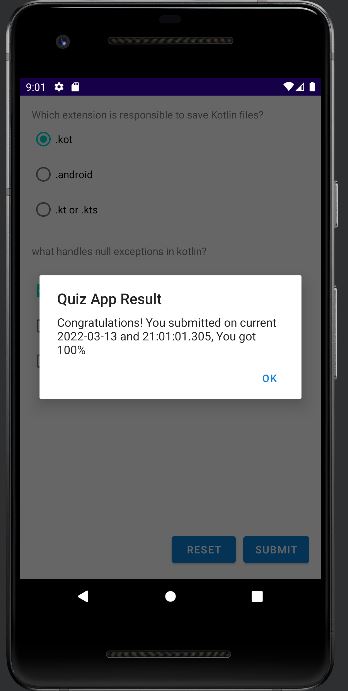 9:01
Which extension is responsible to save Kotlin files?
.kot
.android
.kt or .kts
what handles null exceptions in kotlin?
Quiz App Result
Congratulations! You submitted on current
2022-03-13 and 21:01:01.305, You got
100%
OK
RESET
SUBMIT